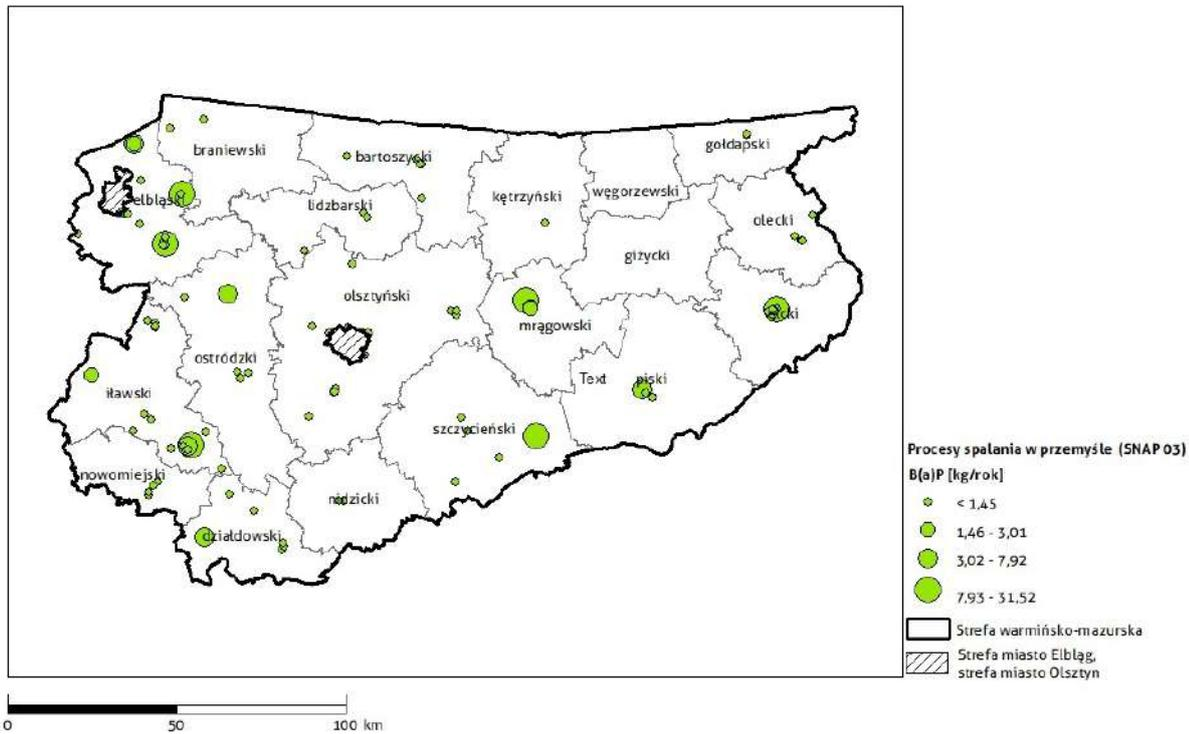 braniewski
gołdapski
bartoszycki
elbląski
lidzbarski
kętrzyński
węgorzewski
olecki
giżycki
olsztyński
mrągowski
ostródzki
Text piski
iławski
szczycieński
nowomiejski
nidzicki
działdowski
Procesy spalania w przemyśle (SNAP 03)
B(a)P [kg/rok]
< 1,45
1,46 - 3,01
3,02 - 7,92
7,93 - 31,52
Strefa warmińsko-mazurska
Strefa miasto Elbląg,
strefa miasto Olsztyn
0 50 100 km